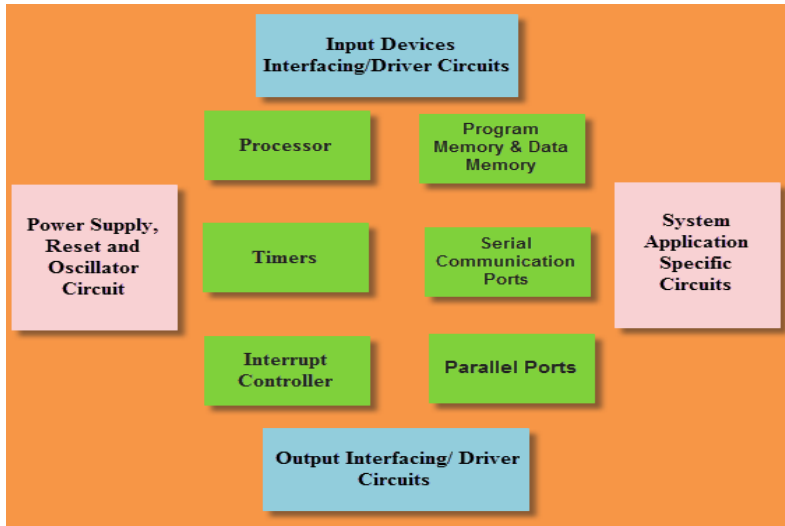 Input Devices
Interfacing/Driver Circuits
Processor
Program
Memory & Data
Memory
Power Supply,
Reset and
Oscillator
Circuit
Timers
Serial
Communication
Ports
System
Application
Specific
Circuits
Interrupt
Controller
Parallel Ports
Output Interfacing/ Driver
Circuits